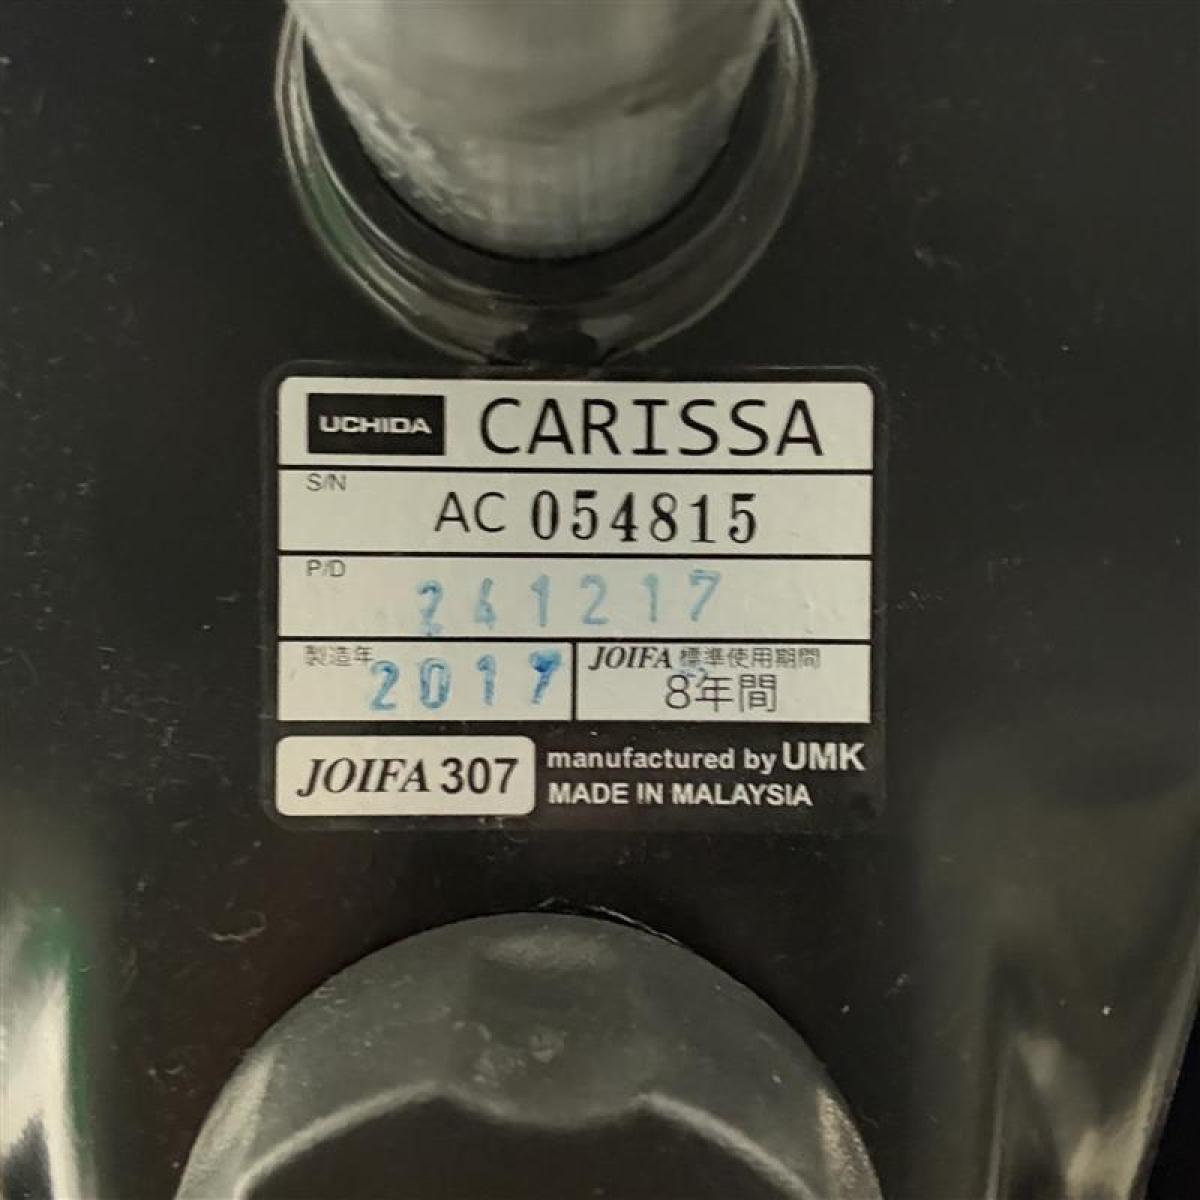 UCHIDA CARISSA
S/N
AC 054815
P/D
241217
製造年 2017
JOIFA 標準使用期間
8年間
JOIFA 307
manufactured by UMK
MADE IN MALAYSIA